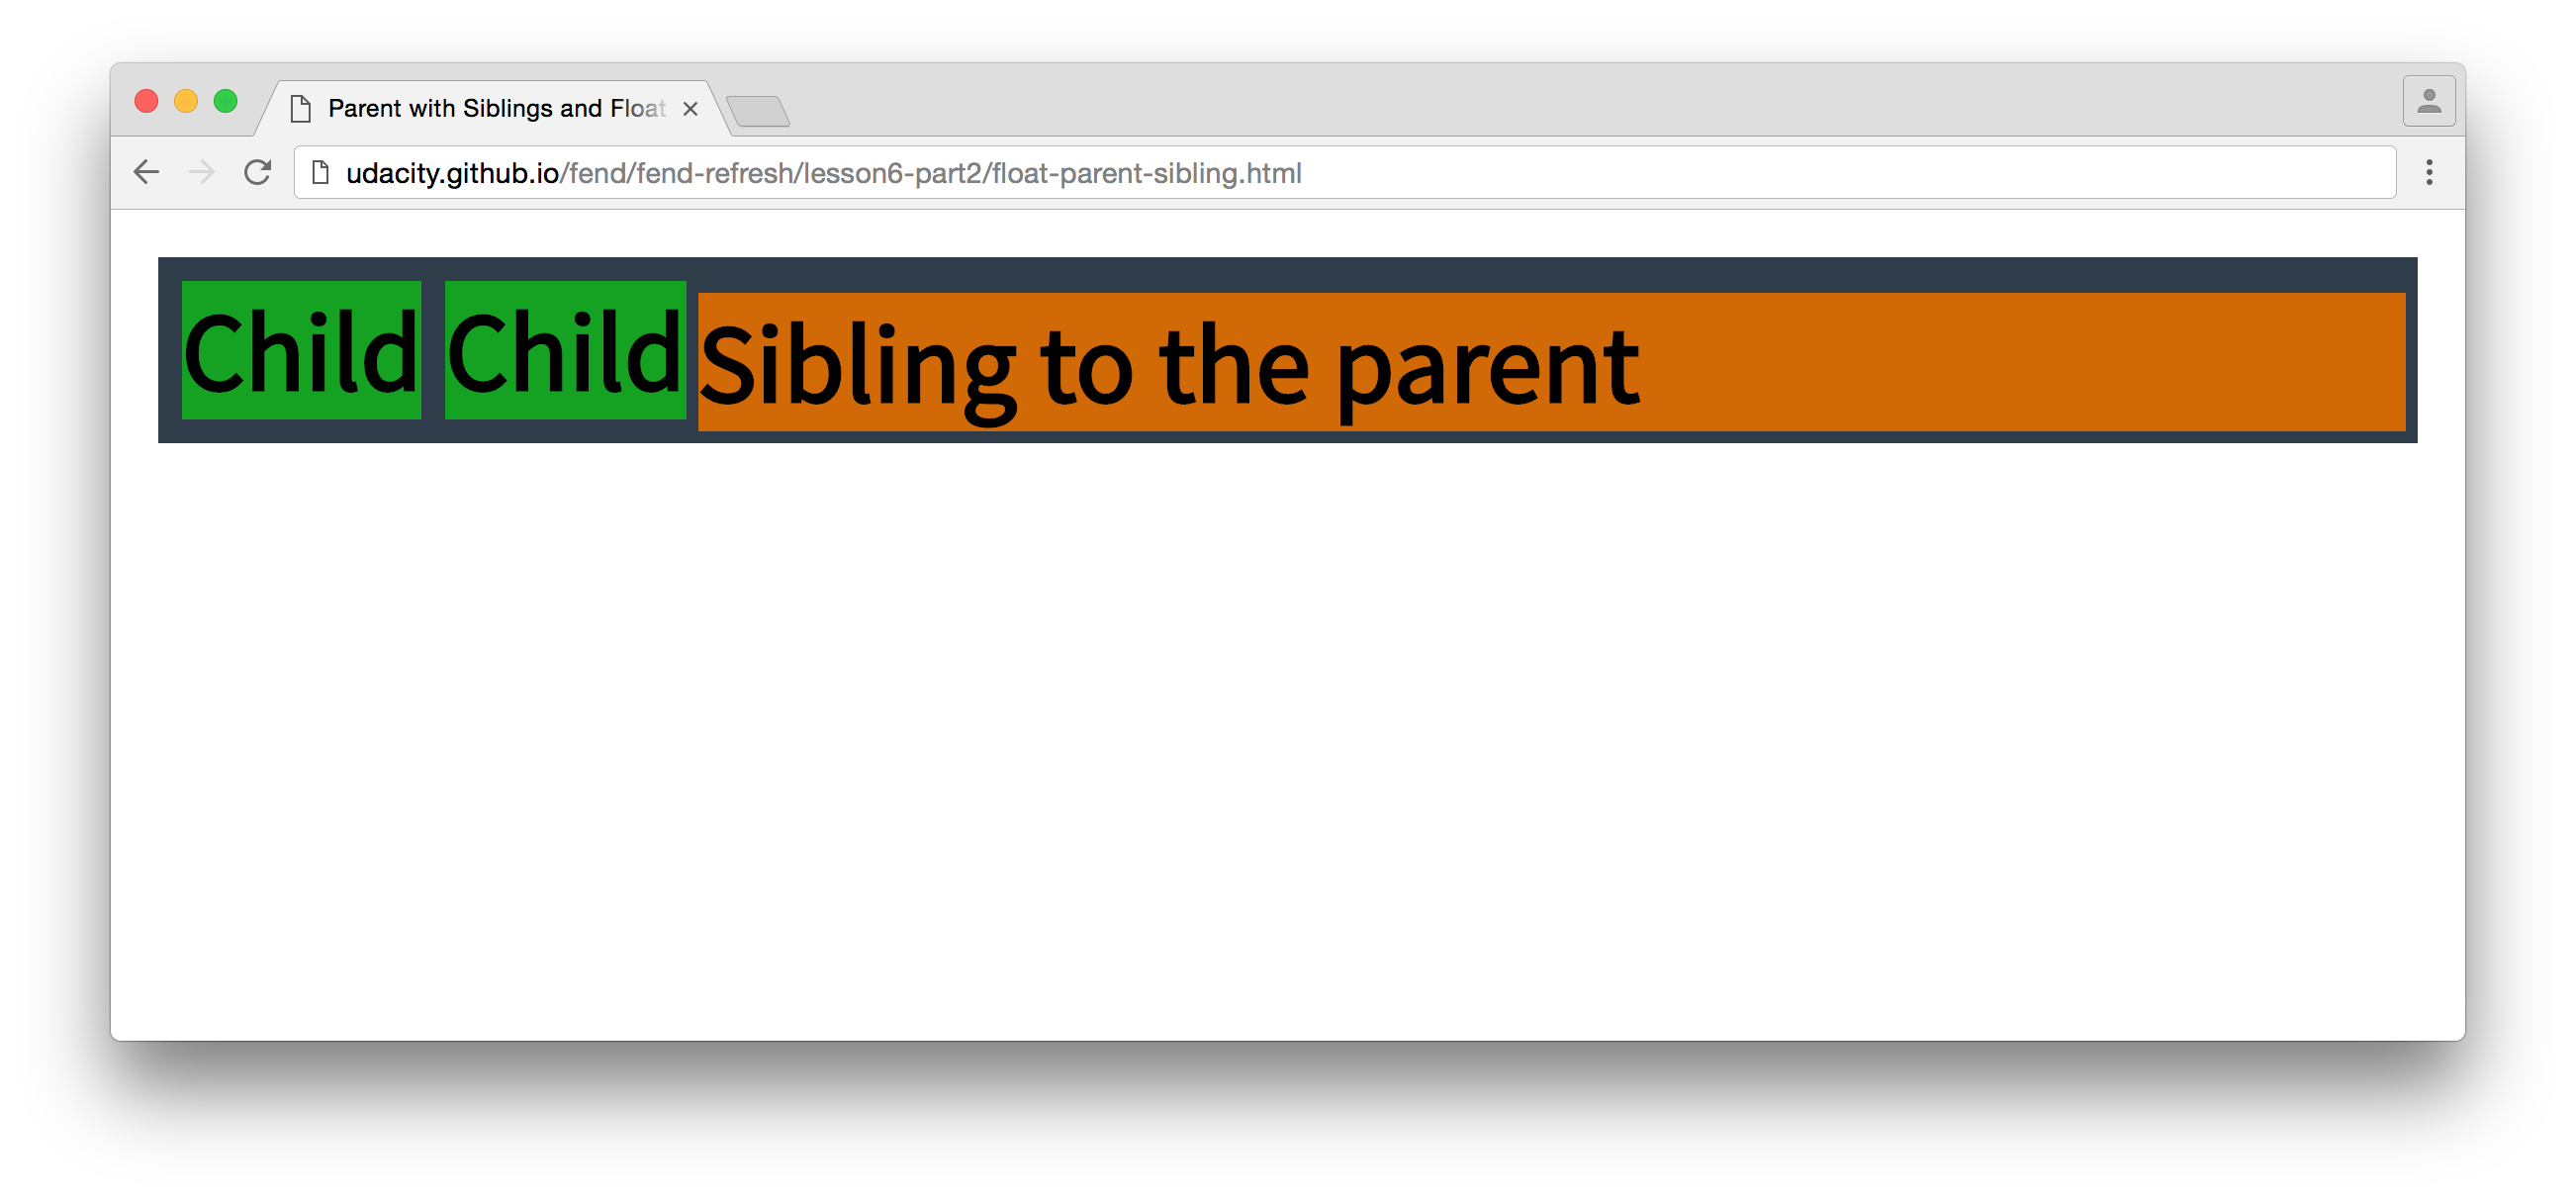 Parent with Siblings and Float
udacity.github.io/fend/fend-refresh/lesson6-part2/float-parent-sibling.html
Child Child Sibling to the parent